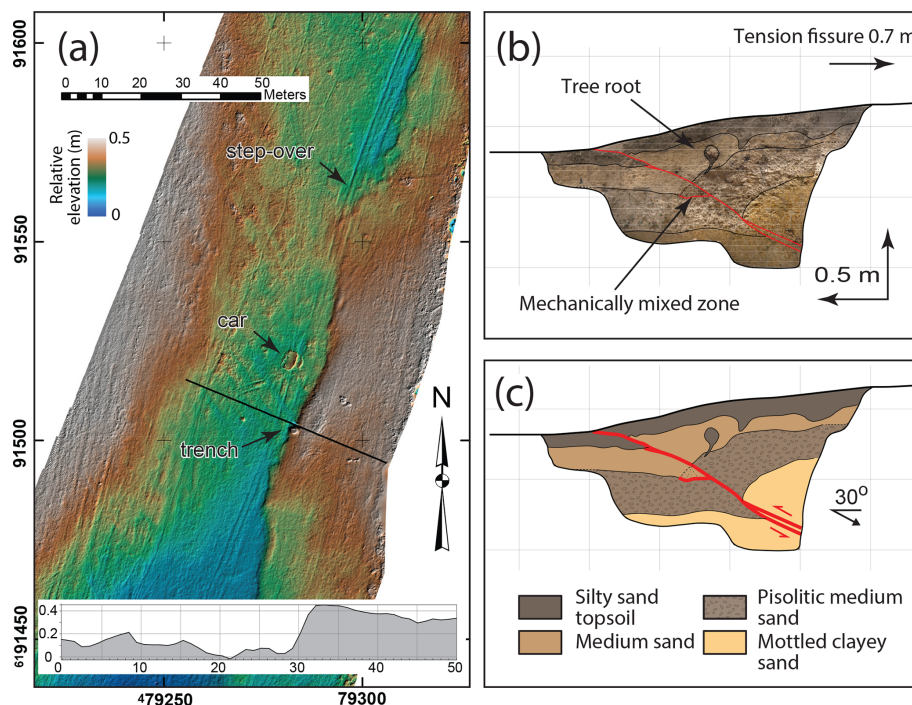 (a)
91600
91550
91500
⁶191450
⁴79250
79300
0 10 20 30 40 50
Meters
Relative
elevation (m)
0.5
0
step-over
car
trench
N
0.4
0.2
0
0 10 20 30 40 50
(b)
Tension fissure 0.7 m
Tree root
Mechanically mixed zone
0.5 m
(c)
30°
Silty sand
topsoil
Medium sand
Pisolitic medium
sand
Mottled clayey
sand